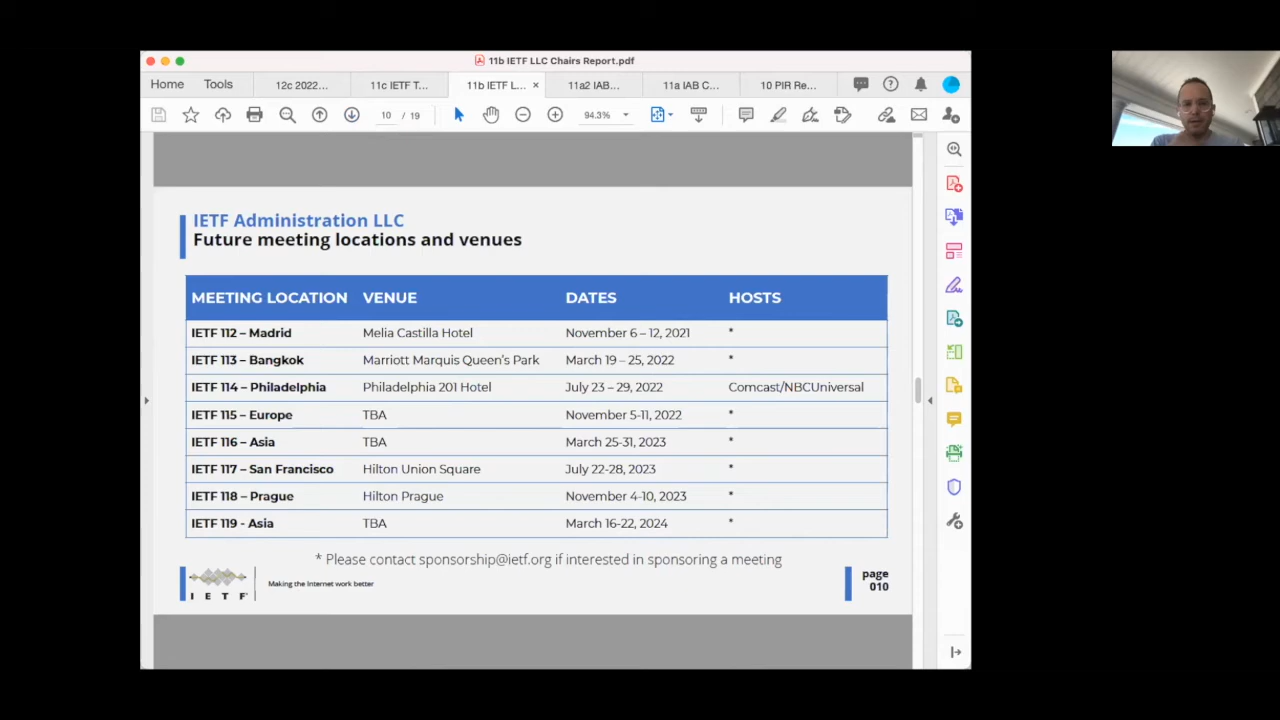 11b IETF LLC Chairs Report.pdf
Home Tools 12c 2022... 11c IETF T... 11b IETF L... × 11a2 IAB... 11a IAB C... 10 PIR Re...
10 / 19 94.3%
IETF Administration LLC
Future meeting locations and venues
MEETING LOCATION VENUE DATES HOSTS
IETF 112 – Madrid Melia Castilla Hotel November 6 – 12, 2021 *
IETF 113 – Bangkok Marriott Marquis Queen's Park March 19 – 25, 2022 *
IETF 114 – Philadelphia Philadelphia 201 Hotel July 23 – 29, 2022 Comcast/NBCUniversal
IETF 115 – Europe TBA November 5-11, 2022 *
IETF 116 – Asia TBA March 25-31, 2023 *
IETF 117 – San Francisco Hilton Union Square July 22-28, 2023 *
IETF 118 – Prague Hilton Prague November 4-10, 2023 *
IETF 119 - Asia TBA March 16-22, 2024 *
* Please contact sponsorship@ietf.org if interested in sponsoring a meeting
I E T F Making the Internet work better
page
010